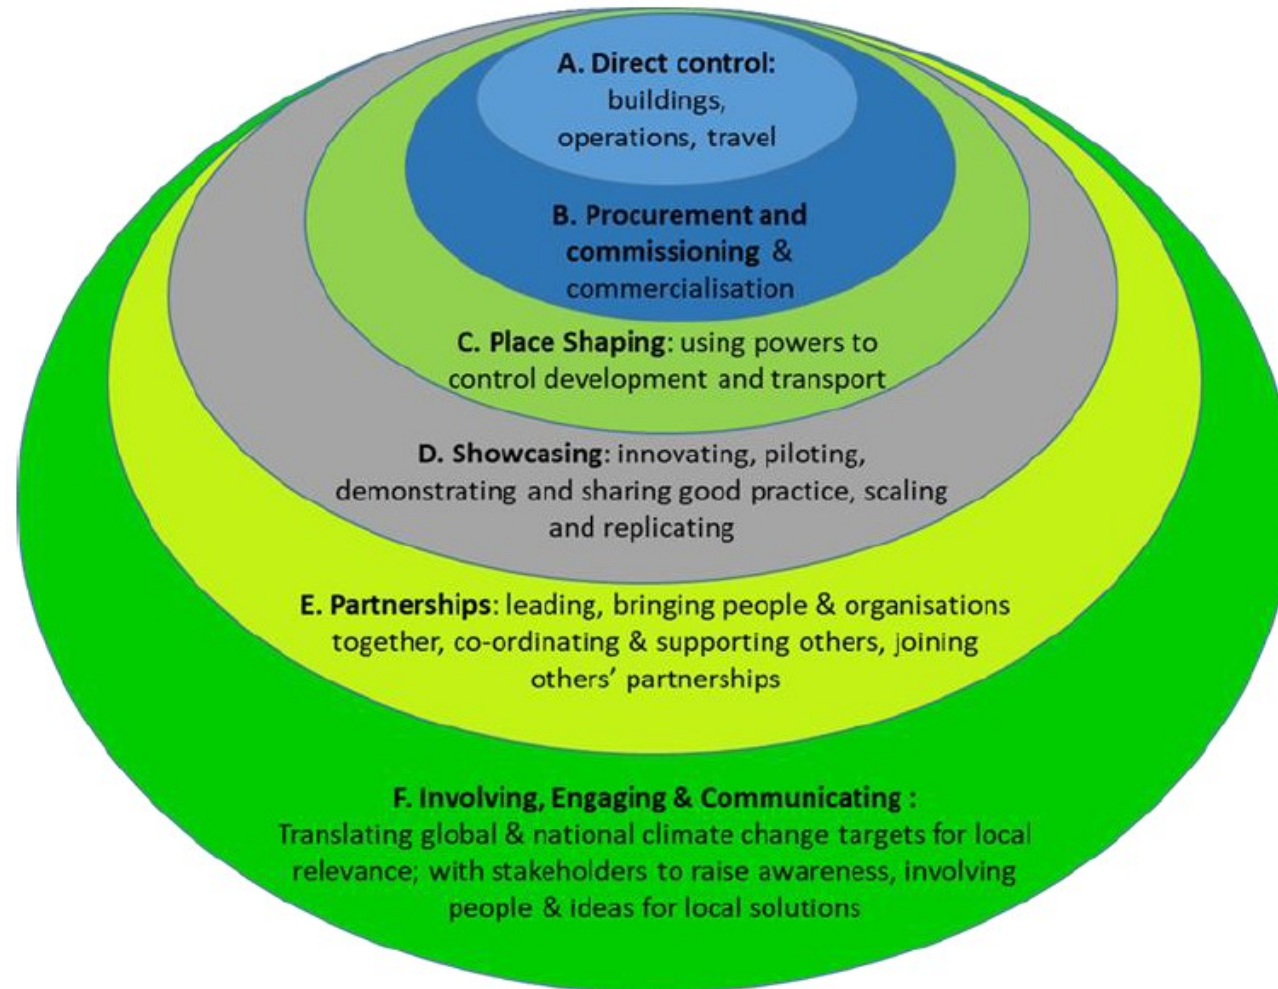 A. Direct control:
buildings,
operations, travel
B. Procurement and
commissioning &
commercialisation
C. Place Shaping: using powers to
control development and transport
D. Showcasing: innovating, piloting,
demonstrating and sharing good practice, scaling
and replicating
E. Partnerships: leading, bringing people & organisations
together, co-ordinating & supporting others, joining
others’ partnerships
F. Involving, Engaging & Communicating :
Translating global & national climate change targets for local
relevance; with stakeholders to raise awareness, involving
people & ideas for local solutions